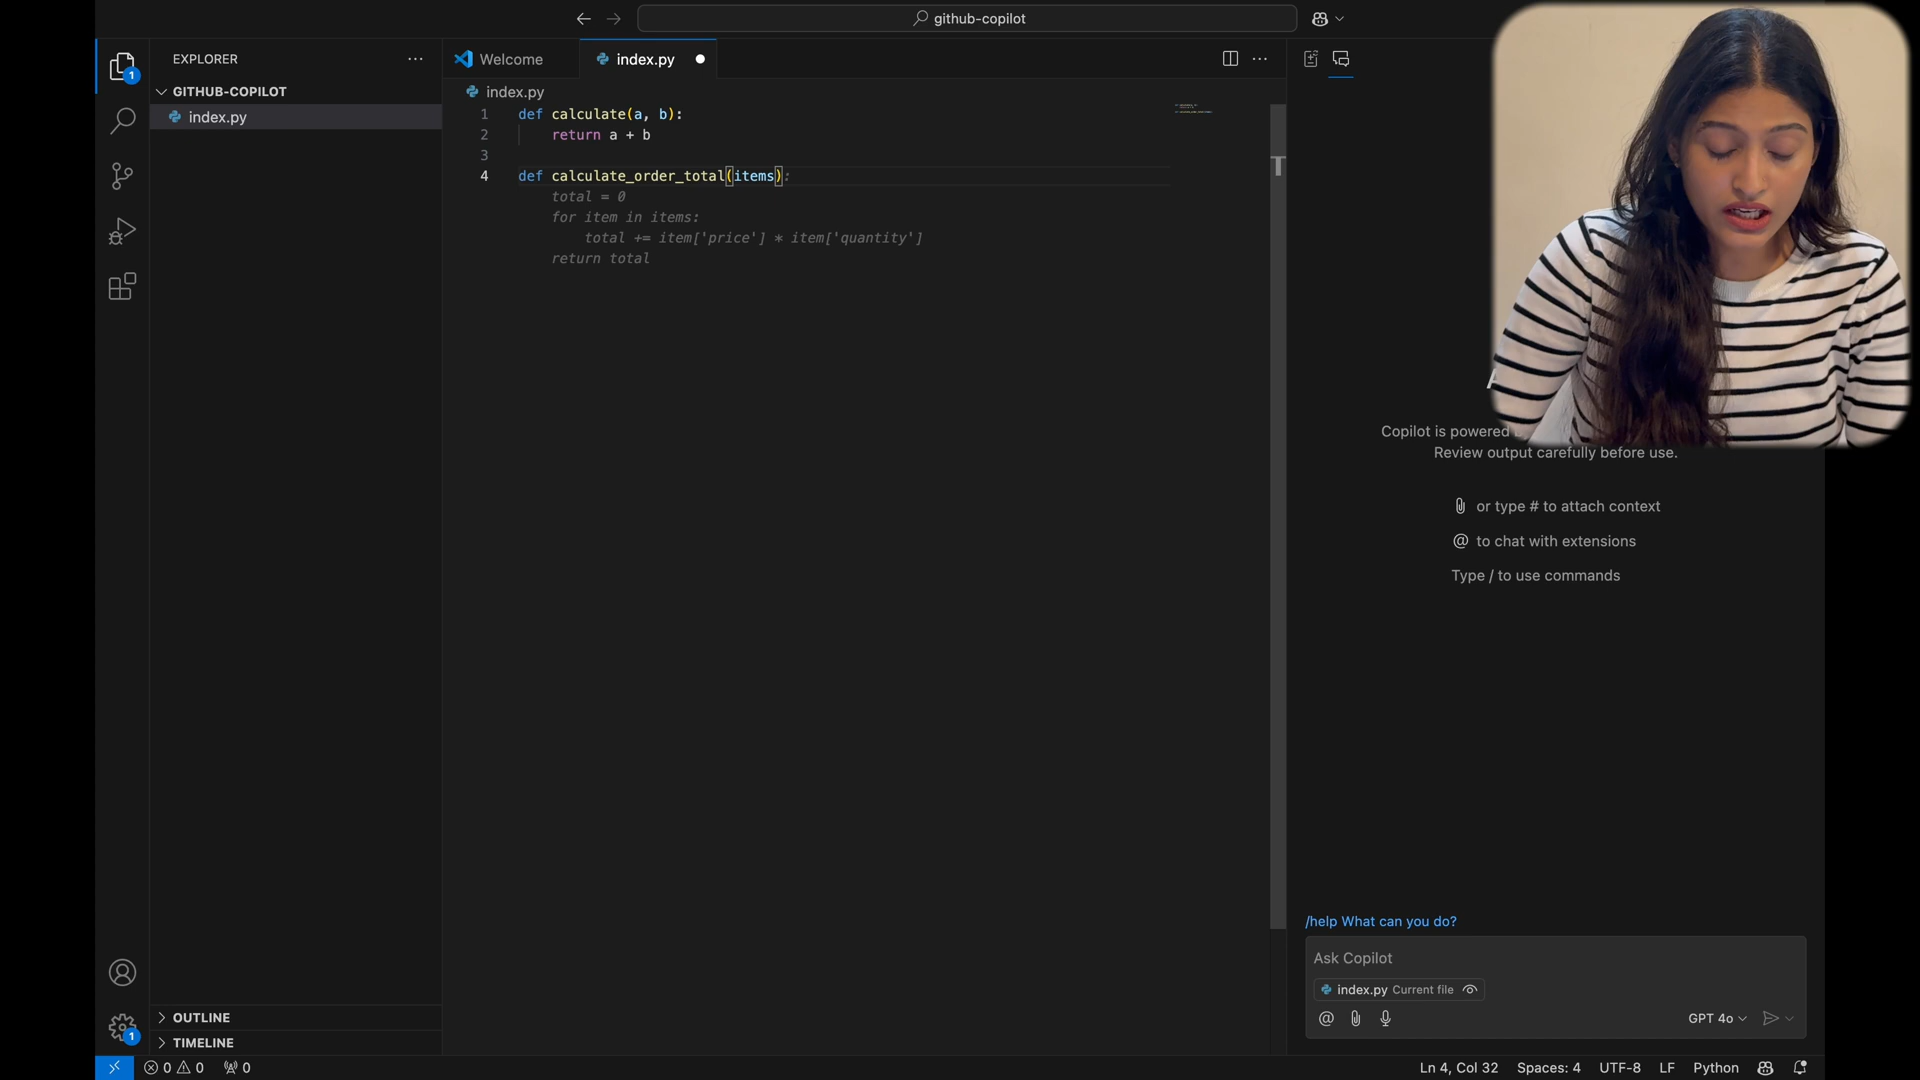 github-copilot
EXPLORER
GITHUB-COPILOT
index.py
OUTLINE
TIMELINE
Welcome
index.py
index.py
1 def calculate(a, b):
2 return a + b
3
4 def calculate_order_total(items):
total = 0
for item in items:
total += item['price'] * item['quantity']
return total
Copilot is powered
Review output carefully before use.
or type # to attach context
@ to chat with extensions
Type / to use commands
/help What can you do?
Ask Copilot
index.py Current file
@
GPT 4o
1
1
0 0 0
Ln 4, Col 32 Spaces: 4 UTF-8 LF Python